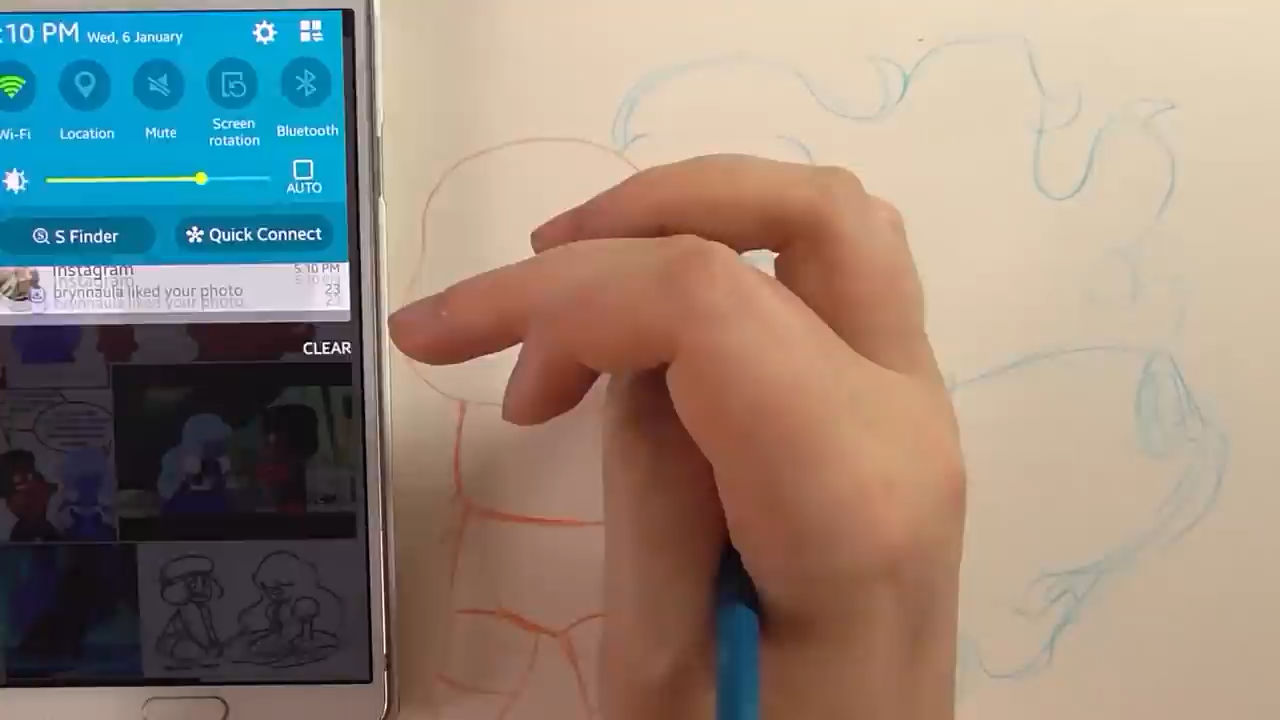 :10 PM Wed, 6 January
Wi-Fi Location Mute Screen rotation Bluetooth
AUTO
S Finder Quick Connect
Instagram 5:10 PM
brynnaula liked your photo 23
CLEAR